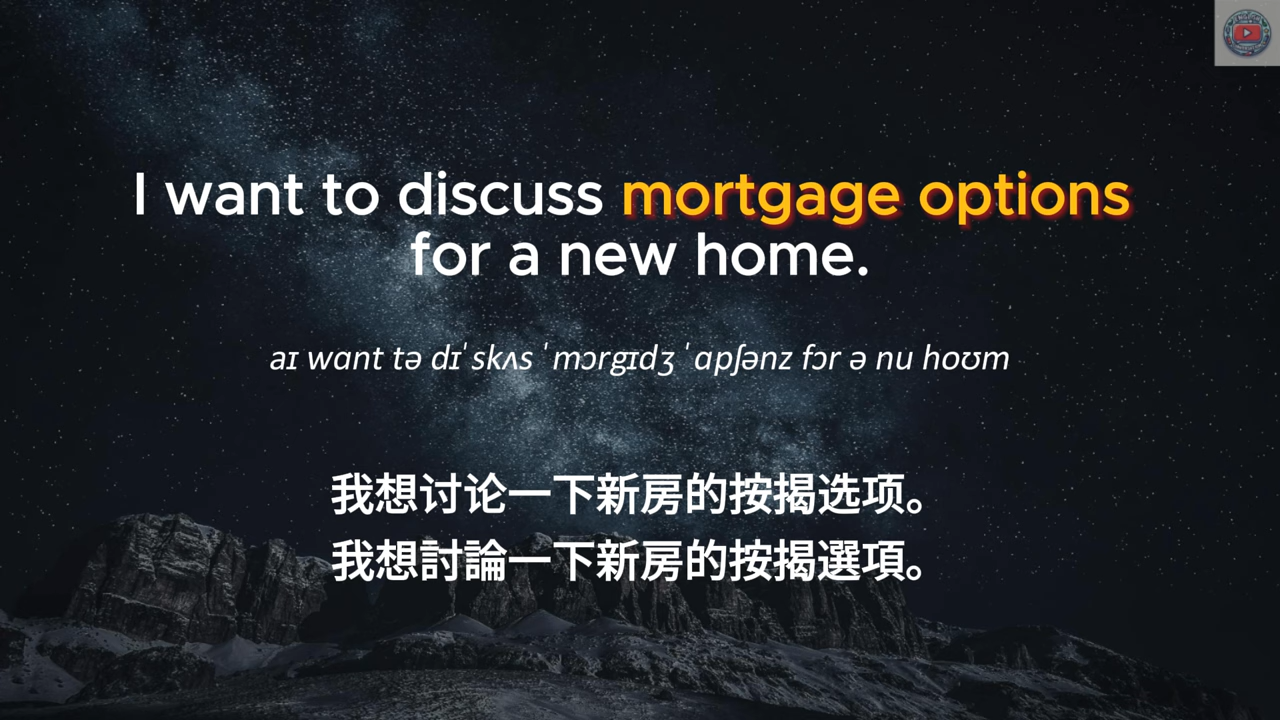 I want to discuss mortgage options
for a new home.
aɪ wɑnt tə dɪˈskʌs ˈmɔrgɪdʒ ˈɑpʃənz fɔr ə nu hoʊm
我想讨论一下新房的按揭选项。
我想討論一下新房的按揭選項。